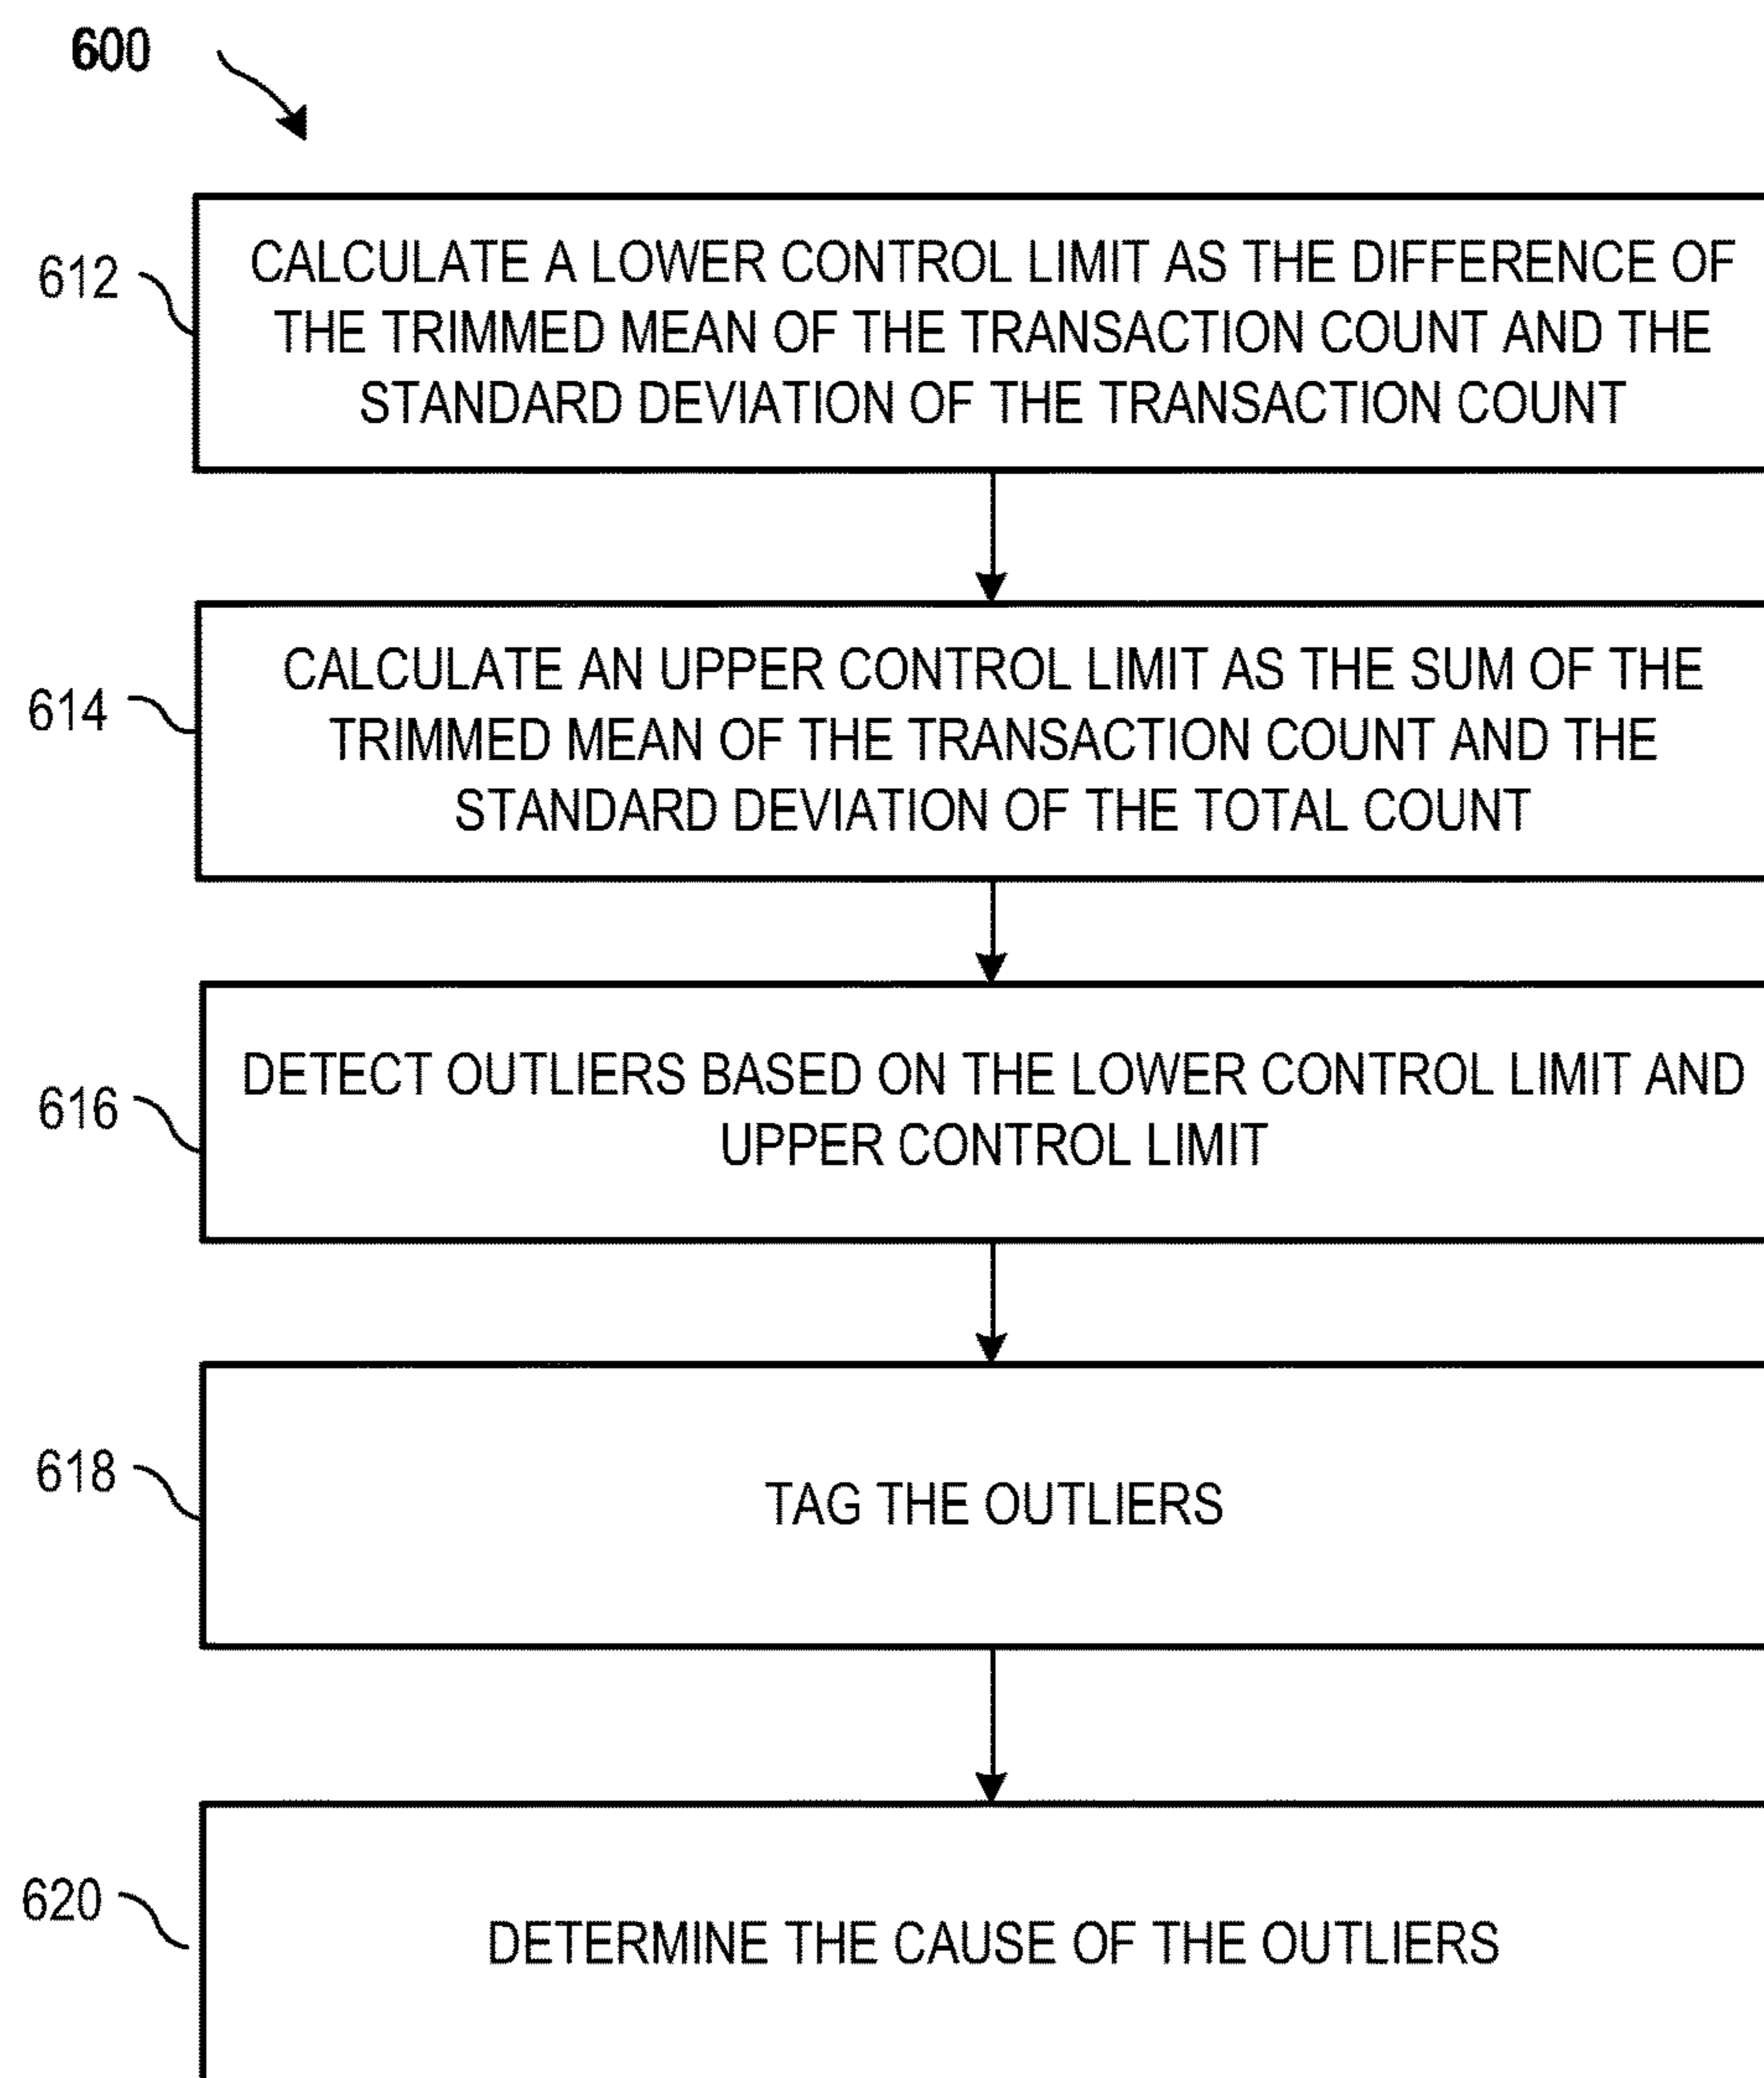 600
612
CALCULATE A LOWER CONTROL LIMIT AS THE DIFFERENCE OF
THE TRIMMED MEAN OF THE TRANSACTION COUNT AND THE
STANDARD DEVIATION OF THE TRANSACTION COUNT
614
CALCULATE AN UPPER CONTROL LIMIT AS THE SUM OF THE
TRIMMED MEAN OF THE TRANSACTION COUNT AND THE
STANDARD DEVIATION OF THE TOTAL COUNT
616
DETECT OUTLIERS BASED ON THE LOWER CONTROL LIMIT AND
UPPER CONTROL LIMIT
618
TAG THE OUTLIERS
620
DETERMINE THE CAUSE OF THE OUTLIERS